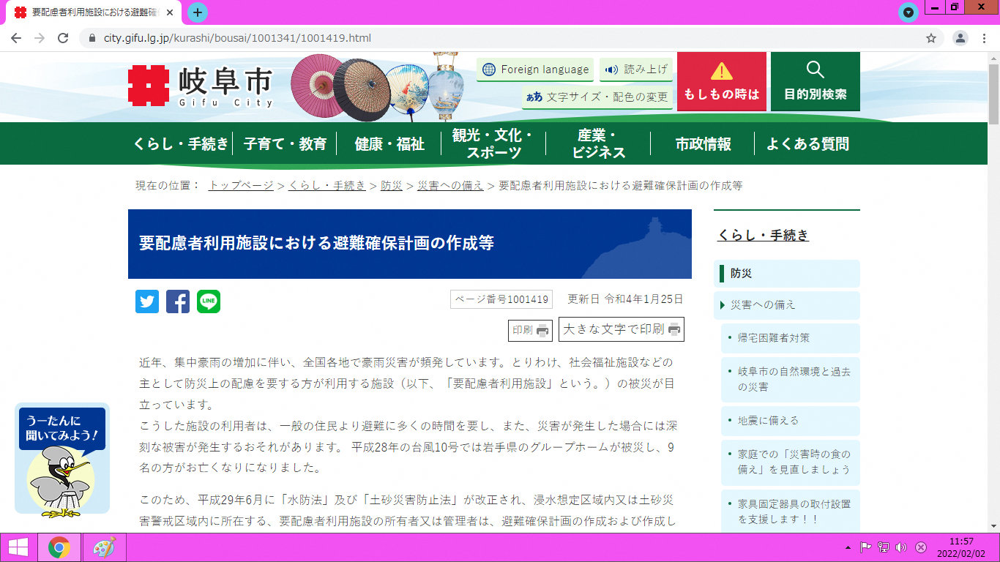 要配慮者利用施設における避難確
city.gifu.lg.jp/kurashi/bousai/1001341/1001419.html
岐阜市
Gifu City
Foreign language
読み上げ
ああ 文字サイズ・配色の変更
もしもの時は
目的別検索
くらし・手続き
子育て・教育
健康・福祉
観光・文化・
スポーツ
産業・
ビジネス
市政情報
よくある質問
現在の位置： トップページ > くらし・手続き > 防災 > 災害への備え > 要配慮者利用施設における避難確保計画の作成等
要配慮者利用施設における避難確保計画の作成等
LINE
ページ番号1001419
更新日 令和4年1月25日
印刷
大きな文字で印刷
近年、集中豪雨の増加に伴い、全国各地で豪雨災害が頻発しています。とりわけ、社会福祉施設などの
主として防災上の配慮を要する方が利用する施設（以下、「要配慮者利用施設」という。）の被災が目
立っています。
こうした施設の利用者は、一般の住民より避難に多くの時間を要し、また、災害が発生した場合には深
刻な被害が発生するおそれがあります。 平成28年の台風10号では岩手県のグループホームが被災し、9
名の方がお亡くなりになりました。
このため、平成29年6月に「水防法」及び「土砂災害防止法」が改正され、浸水想定区域内又は土砂災
害警戒区域内に所在する、要配慮者利用施設の所有者又は管理者は、避難確保計画の作成および作成し
くらし・手続き
防災
災害への備え
帰宅困難者対策
岐阜市の自然環境と過去
の災害
地震に備える
家庭での「災害時の食の
備え」を見直しましょう
家具固定器具の取付設置
を支援します！！
うーたんに
聞いてみよう！
11:57
2022/02/02